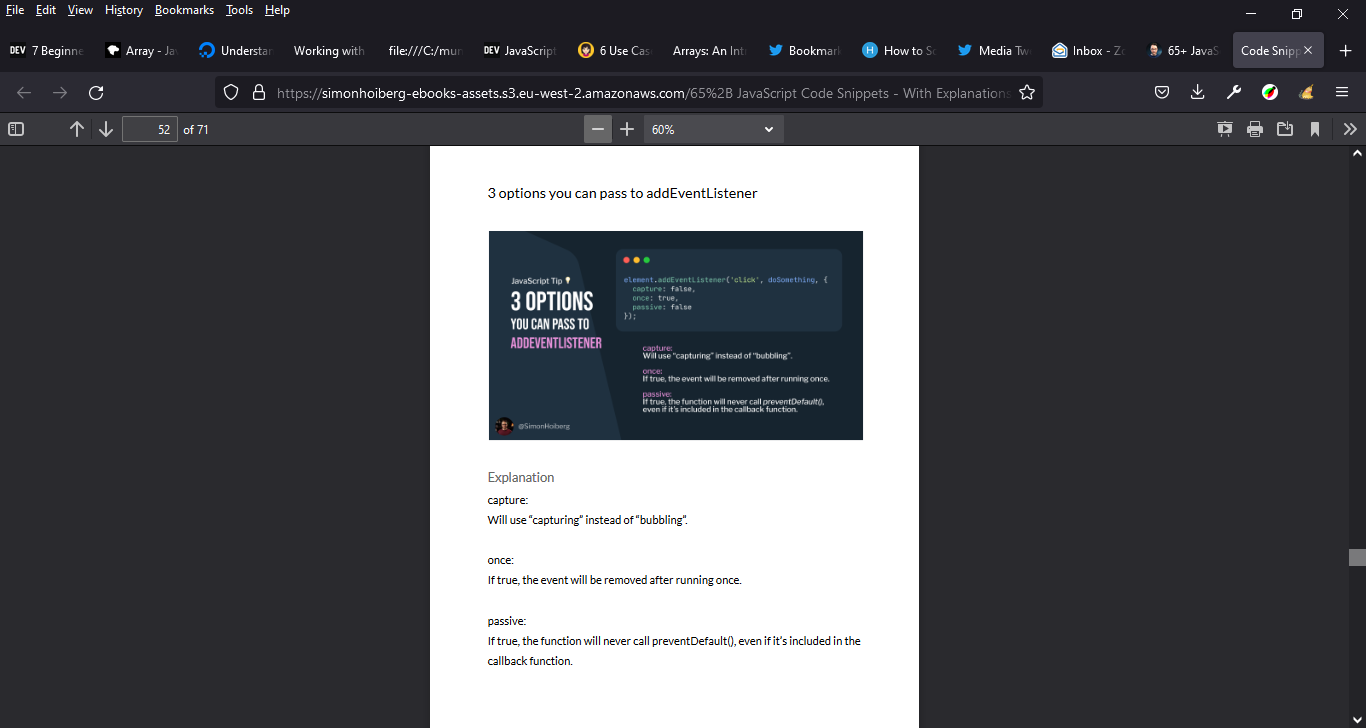 File Edit View History Bookmarks Tools Help
DEV 7 Beginne
Array - Ja
Understar
Working with
file:///C:/mur
DEV JavaScript
6 Use Cas
Arrays: An Int
Bookmark
H How to Sc
Media Tw
Inbox - Zo
65+ JavaS
Code Snipp
https://simonhoiberg-ebooks-assets.s3.eu-west-2.amazonaws.com/65%2B JavaScript Code Snippets - With Explanations
52 of 71
60%
3 options you can pass to addEventListener
JavaScript Tip
3 OPTIONS
YOU CAN PASS TO
ADDEVENTLISTENER
@SimonHoiberg
element.addEventListener('click', doSomething, {
capture: false,
once: true,
passive: false
});
capture:
Will use "capturing" instead of "bubbling".
once:
If true, the event will be removed after running once.
passive:
If true, the function will never call preventDefault(),
even if it's included in the callback function.
Explanation
capture:
Will use “capturing” instead of “bubbling”.
once:
If true, the event will be removed after running once.
passive:
If true, the function will never call preventDefault(), even if it’s included in the
callback function.